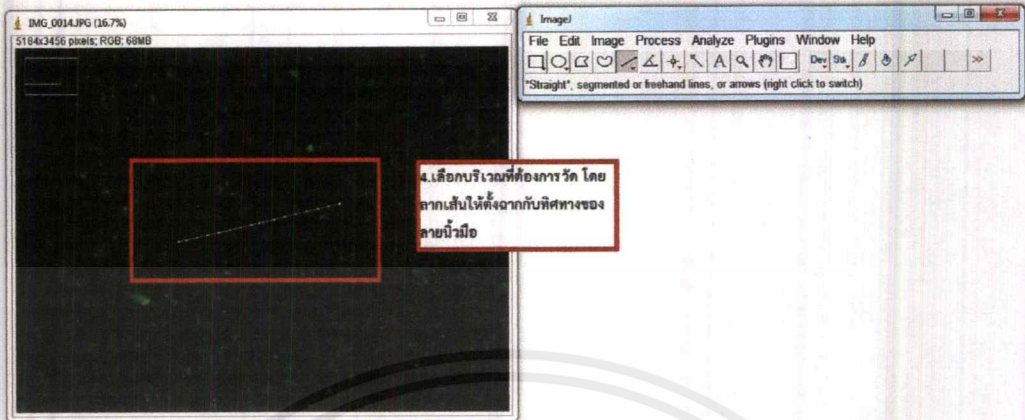 IMG_0014.JPG (16.7%)
5184x3456 pixels; RGB; 68MB
ImageJ
File Edit Image Process Analyze Plugins Window Help
A Dev Stk >>
"Straight", segmented or freehand lines, or arrows (right click to switch)
4.เลือกบริเวณที่ต้องการวัด โดย
ลากเส้นให้ตั้งฉากกับทิศทางของ
ลายนิ้วมือ